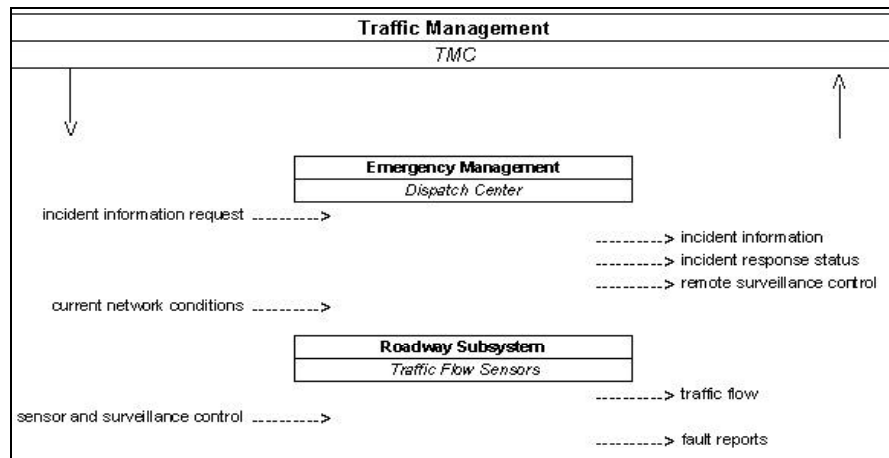 Traffic Management
TMC
Emergency Management
Dispatch Center
incident information request
incident information
incident response status
remote surveillance control
current network conditions
Roadway Subsystem
Traffic Flow Sensors
traffic flow
sensor and surveillance control
fault reports